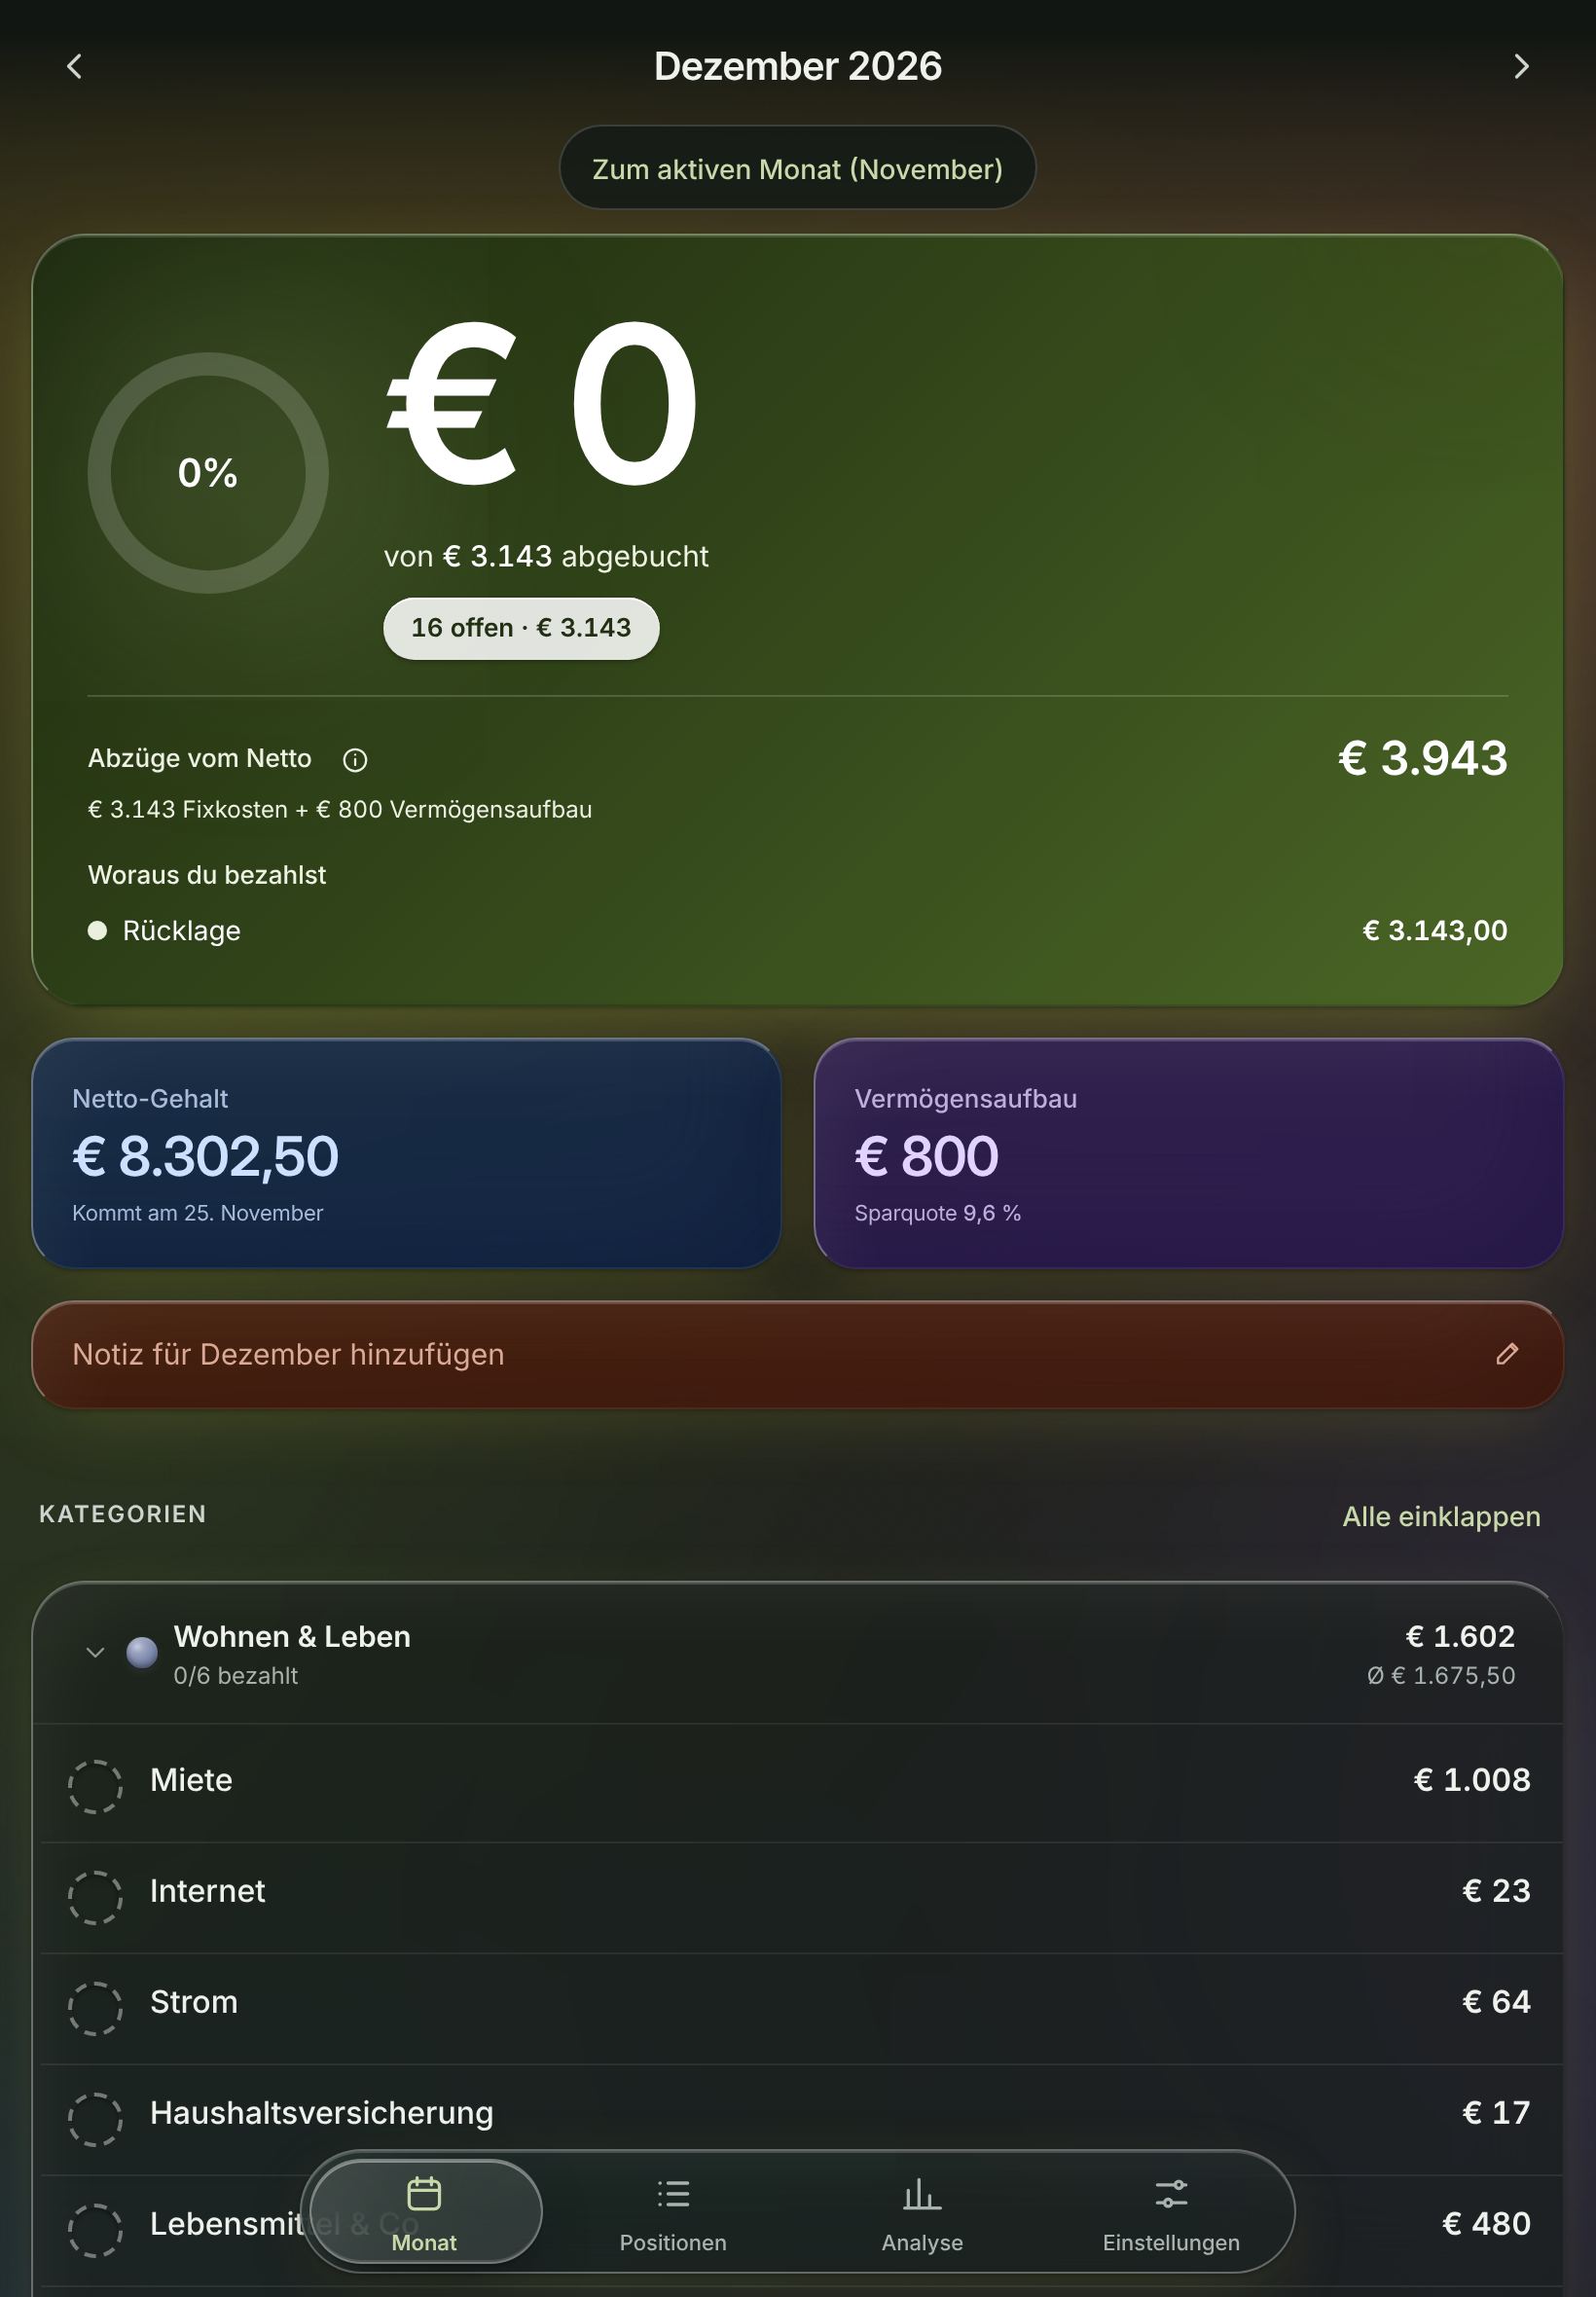 Dezember 2026
Zum aktiven Monat (November)
€ 0
0%
von € 3.143 abgebucht
16 offen · € 3.143
Abzüge vom Netto
€ 3.943
€ 3.143 Fixkosten + € 800 Vermögensaufbau
Woraus du bezahlst
Rücklage € 3.143,00
Netto-Gehalt
€ 8.302,50
Kommt am 25. November
Vermögensaufbau
€ 800
Sparquote 9,6 %
Notiz für Dezember hinzufügen
KATEGORIEN
Alle einklappen
Wohnen & Leben
€ 1.602
0/6 bezahlt
Ø € 1.675,50
Miete € 1.008
Internet € 23
Strom € 64
Haushaltsversicherung € 17
Lebensmittel & Co € 480
Monat
Positionen
Analyse
Einstellungen